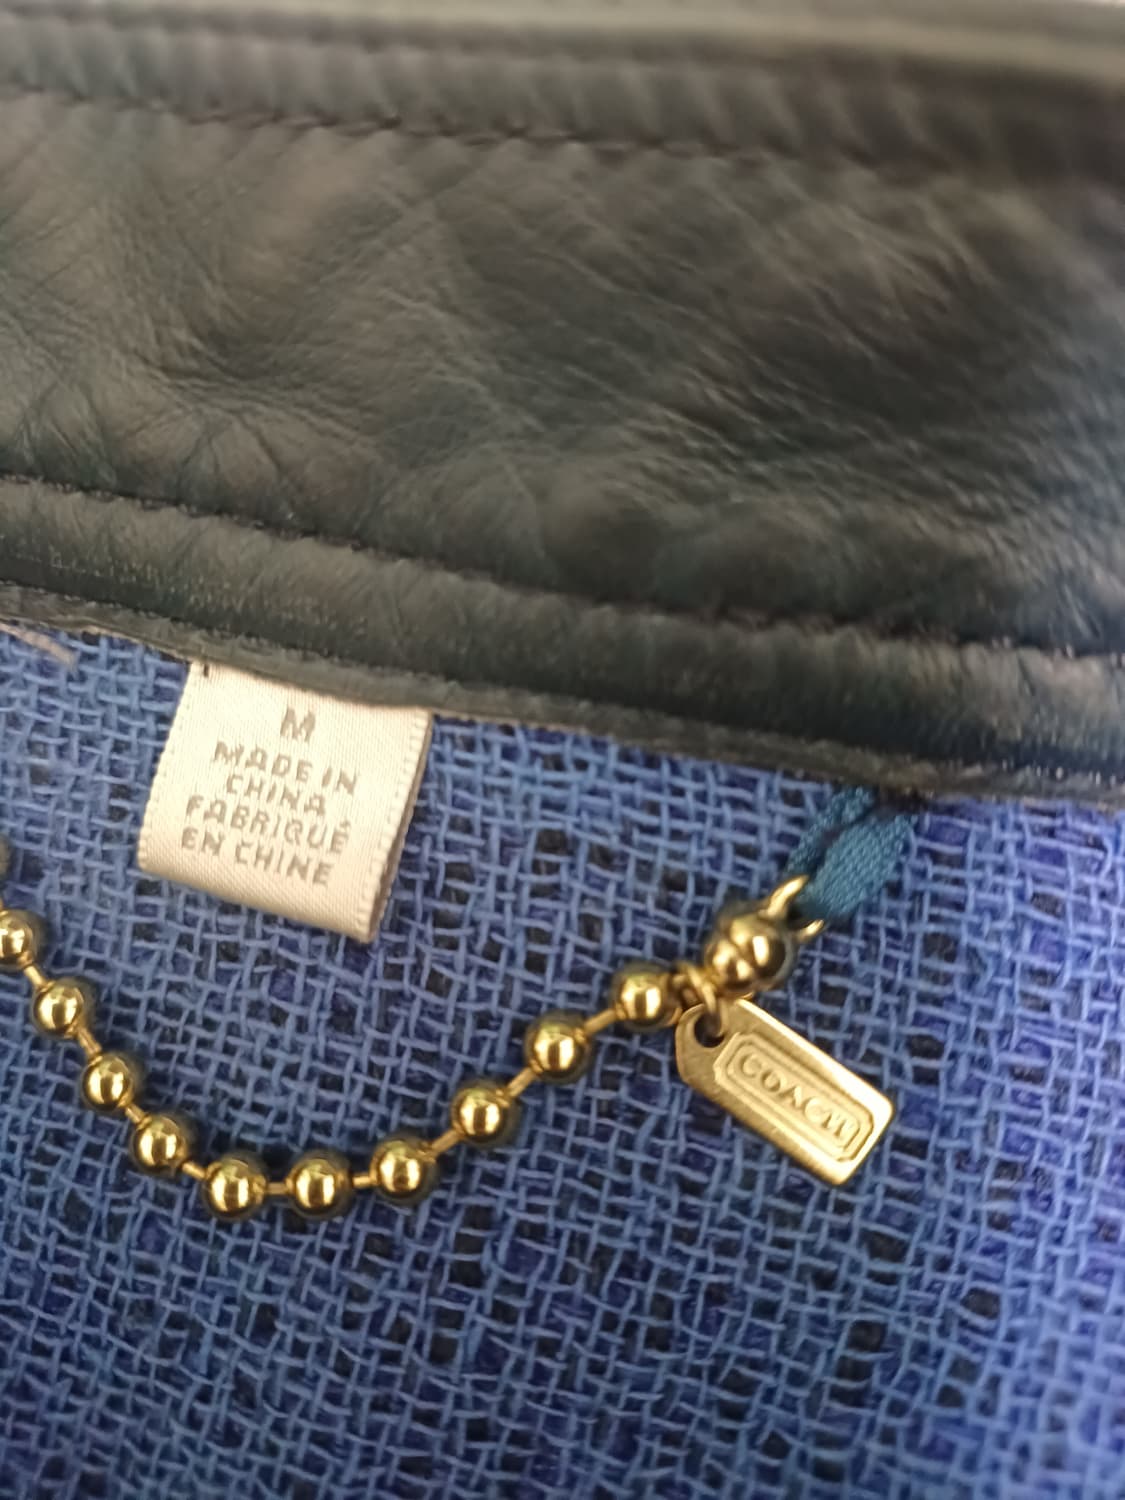 M
MADE IN
CHINA
FABRIQUÉ
EN CHINE
COACH